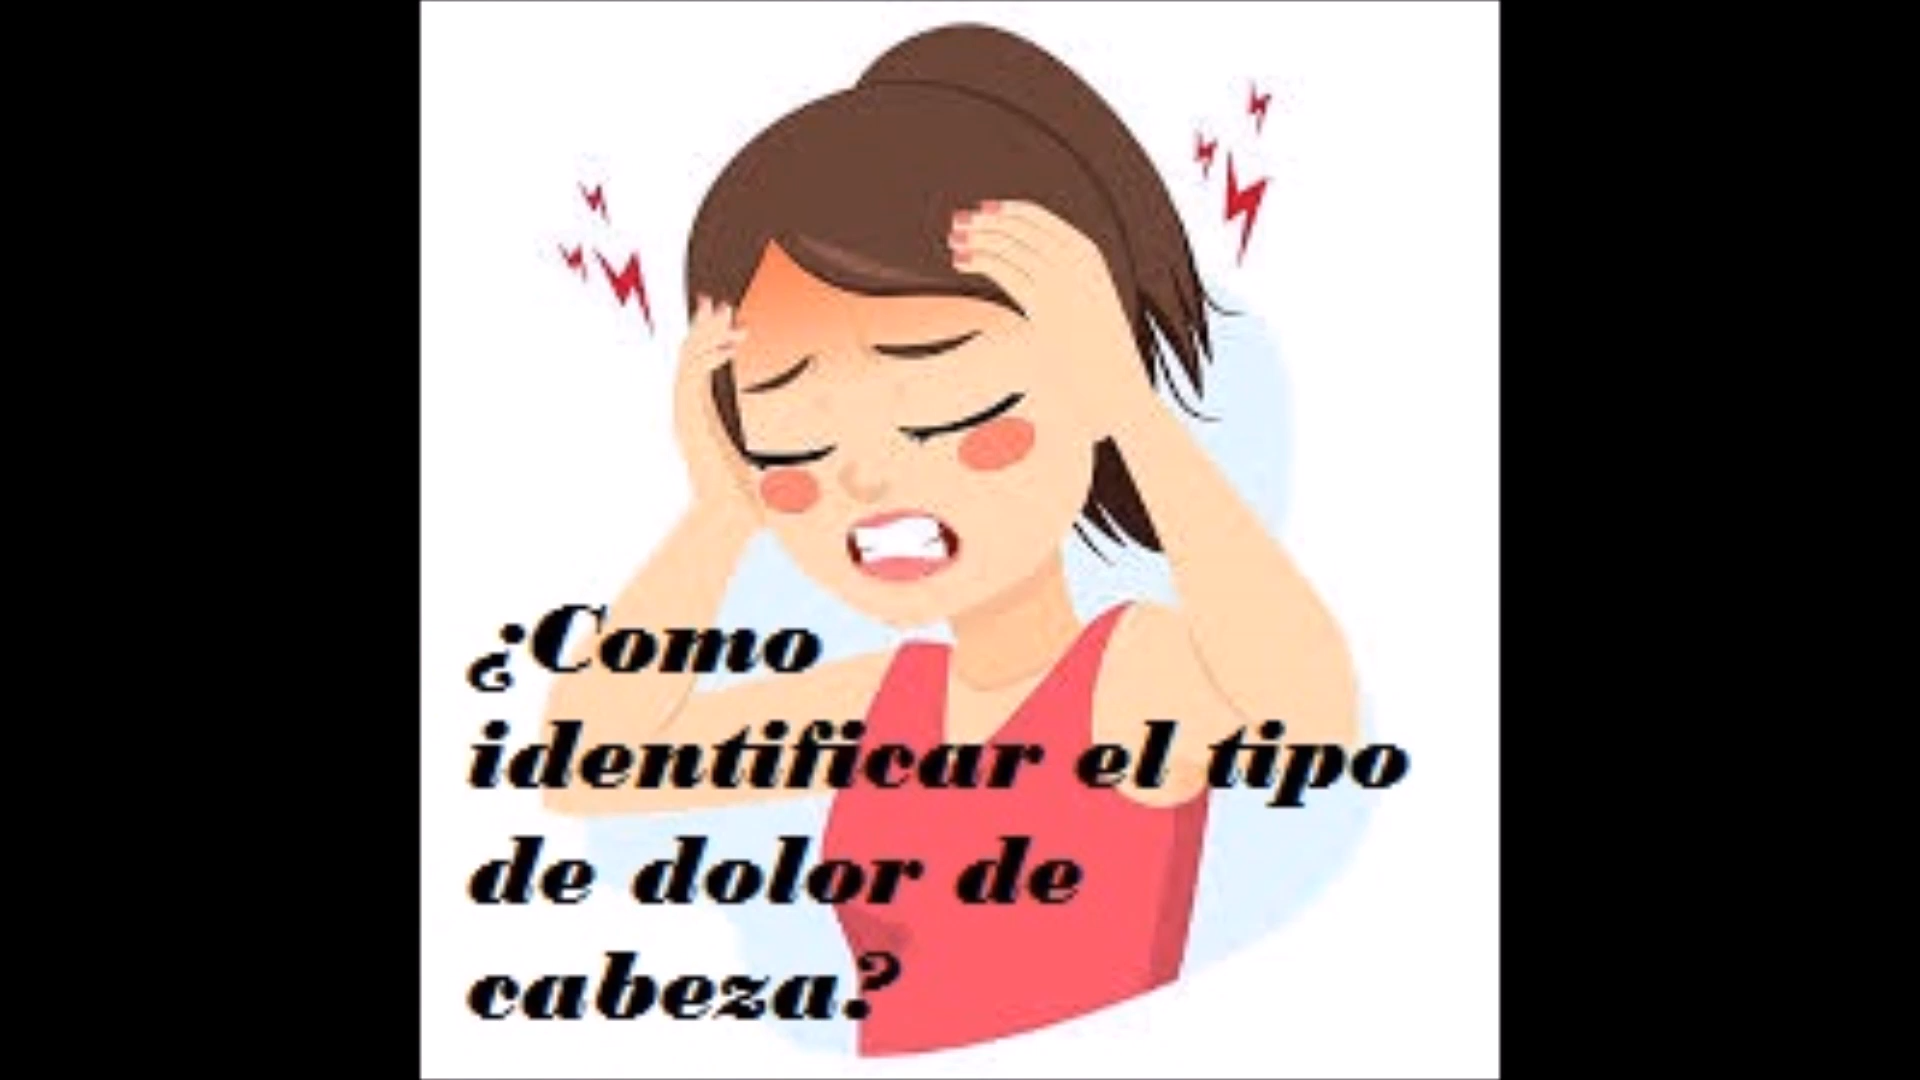 ¿Como
identificar el tipo
de dolor de
cabeza?